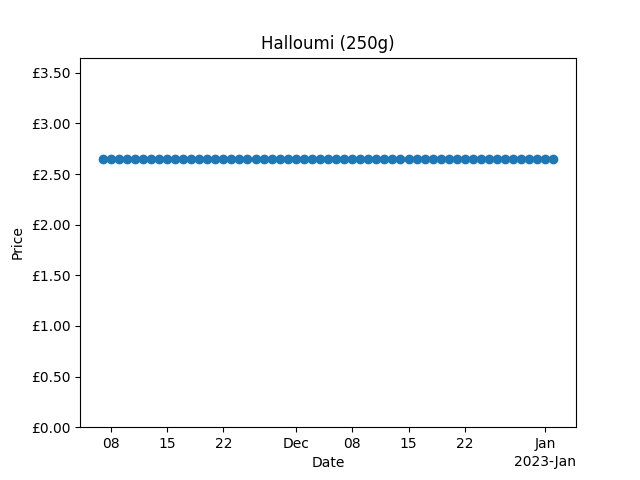 Halloumi (250g)
£3.50
£3.00
£2.50
£2.00
£1.50
£1.00
£0.50
£0.00
Price
08 15 22 Dec 08 15 22 Jan
2023-Jan
Date